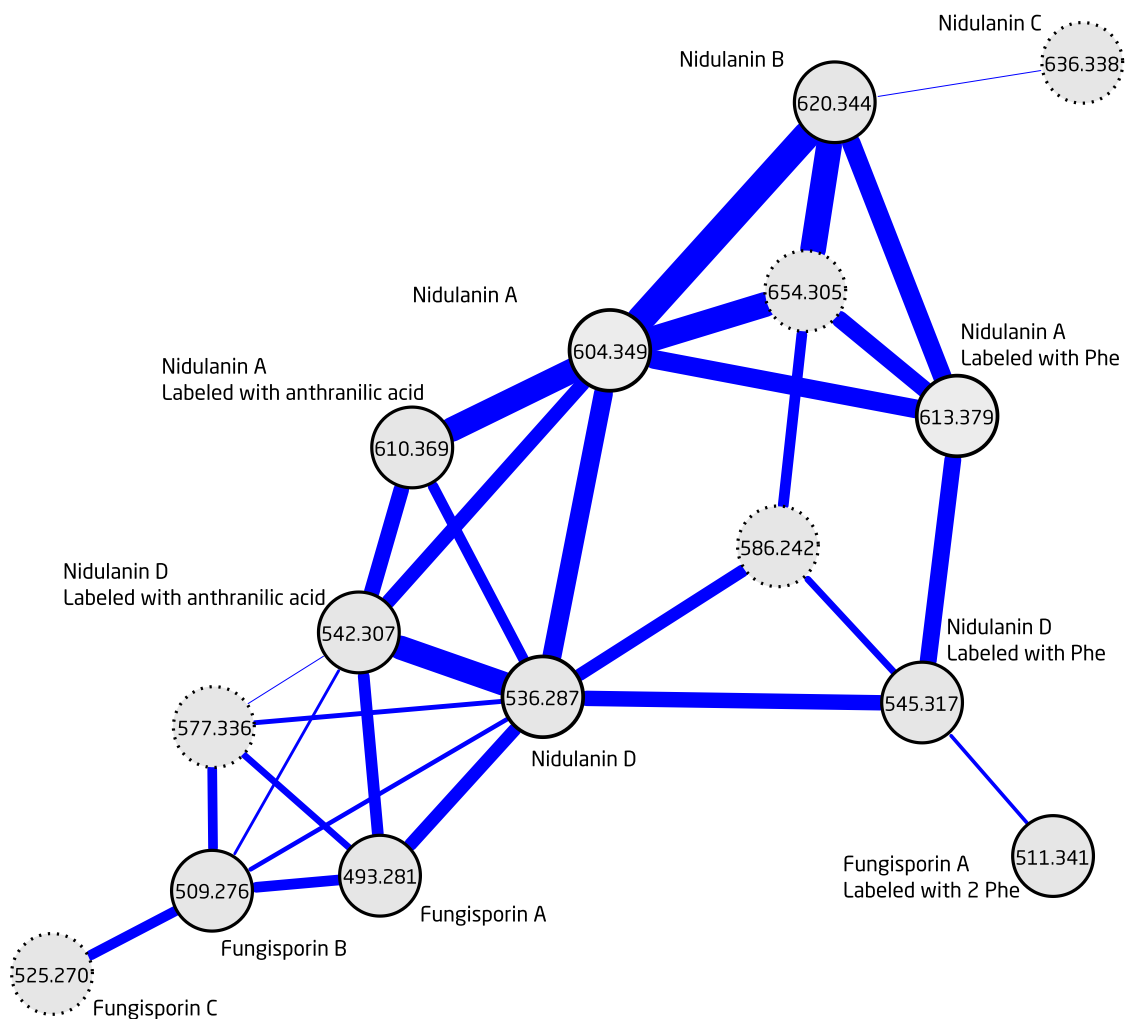 Nidulanin C
636.338
Nidulanin B
620.344
654.305
Nidulanin A
604.349
Nidulanin A
Labeled with Phe
613.379
Nidulanin A
Labeled with anthranilic acid
610.369
586.242
Nidulanin D
Labeled with anthranilic acid
542.307
Nidulanin D
Labeled with Phe
545.317
536.287
Nidulanin D
577.336
511.341
Fungisporin A
Labeled with 2 Phe
493.281
Fungisporin A
509.276
Fungisporin B
525.270
Fungisporin C